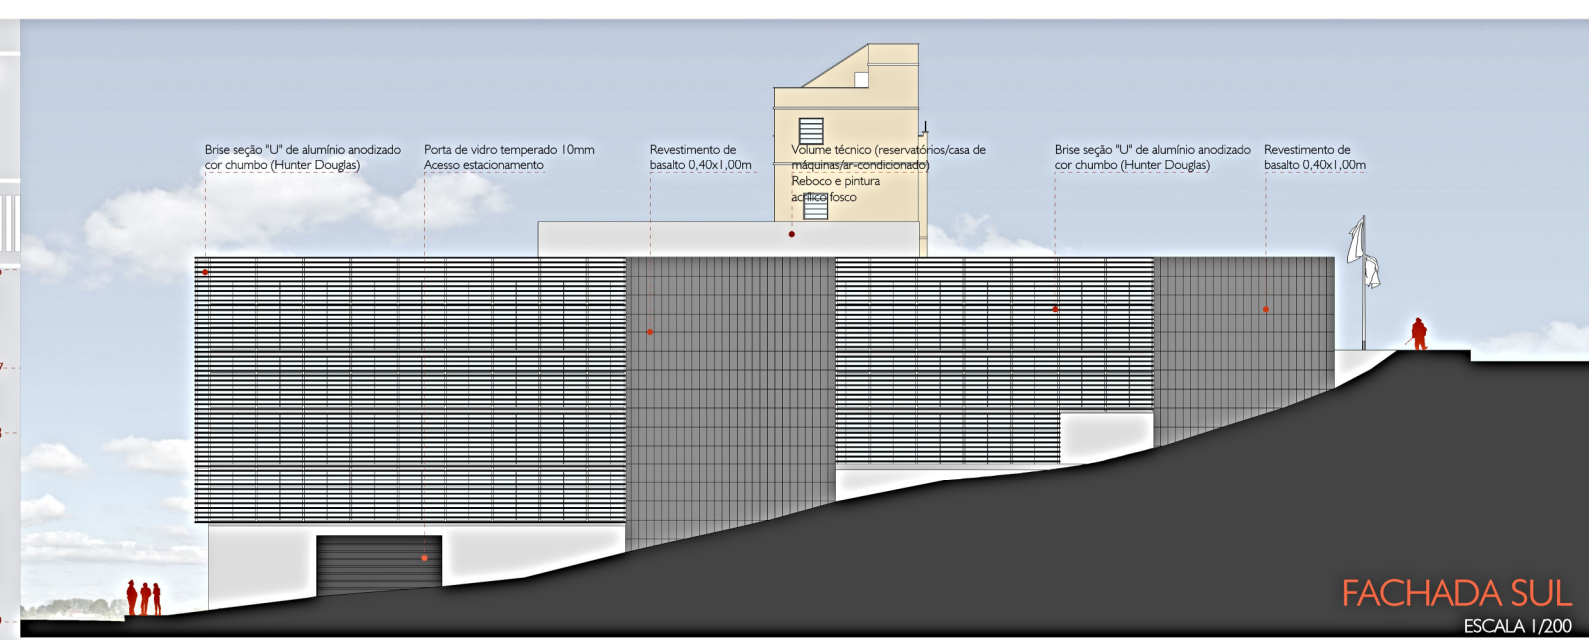 Brise seção "U" de alumínio anodizado
cor chumbo (Hunter Douglas)
Porta de vidro temperado 10mm
Acesso estacionamento
Revestimento de
basalto 0,40x1,00m
Volume técnico (reservatórios/casa de
máquinas/ar-condicionado)
Reboco e pintura
acrílico fosco
Brise seção "U" de alumínio anodizado
cor chumbo (Hunter Douglas)
Revestimento de
basalto 0,40x1,00m
FACHADA SUL
ESCALA 1/200